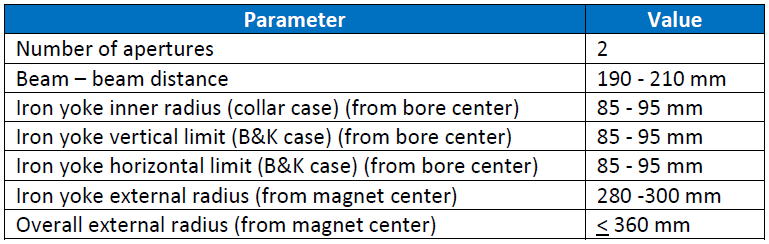 Parameter Value
Number of apertures 2
Beam – beam distance 190 - 210 mm
Iron yoke inner radius (collar case) (from bore center) 85 - 95 mm
Iron yoke vertical limit (B&K case) (from bore center) 85 - 95 mm
Iron yoke horizontal limit (B&K case) (from bore center) 85 - 95 mm
Iron yoke external radius (from magnet center) 280 -300 mm
Overall external radius (from magnet center) < 360 mm